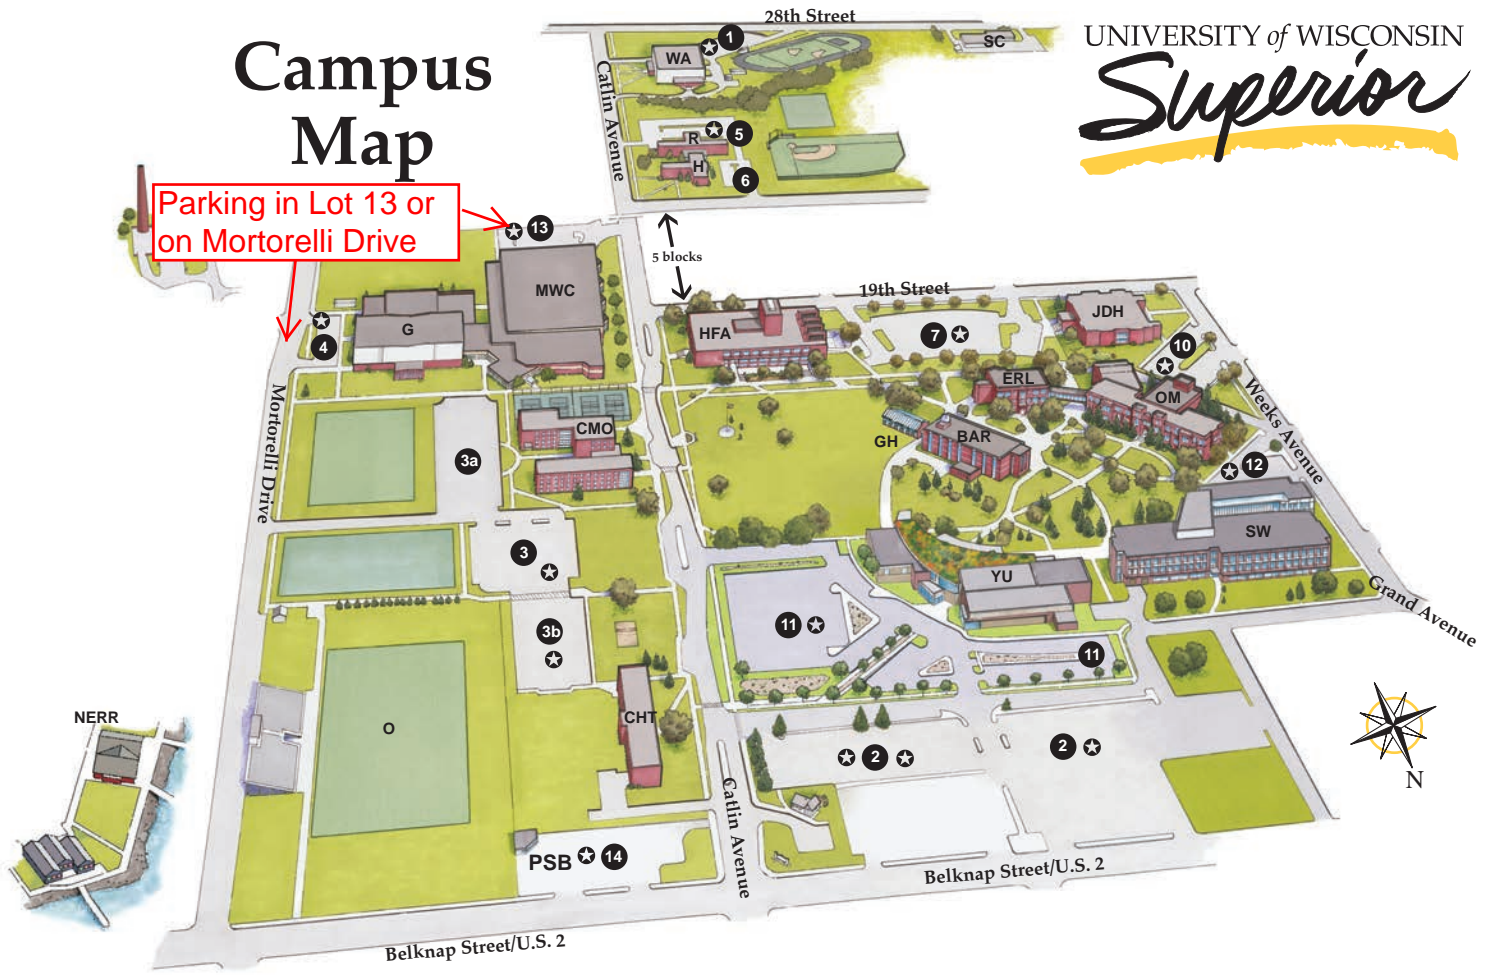 28th Street
Campus
Map
UNIVERSITY of WISCONSIN
Superior
1
WA
SC
Catlin Avenue
5
R
H
6
Parking in Lot 13 or
on Mortorelli Drive
13
5 blocks
MWC
19th Street
G
4
HFA
7
JDH
10
ERL
OM
Weeks Avenue
Mortorelli Drive
CMO
GH
BAR
3a
12
3
SW
YU
Grand Avenue
3b
11
11
NERR
O
CHT
2
2
N
Catlin Avenue
PSB
14
Belknap Street/U.S. 2
Belknap Street/U.S. 2